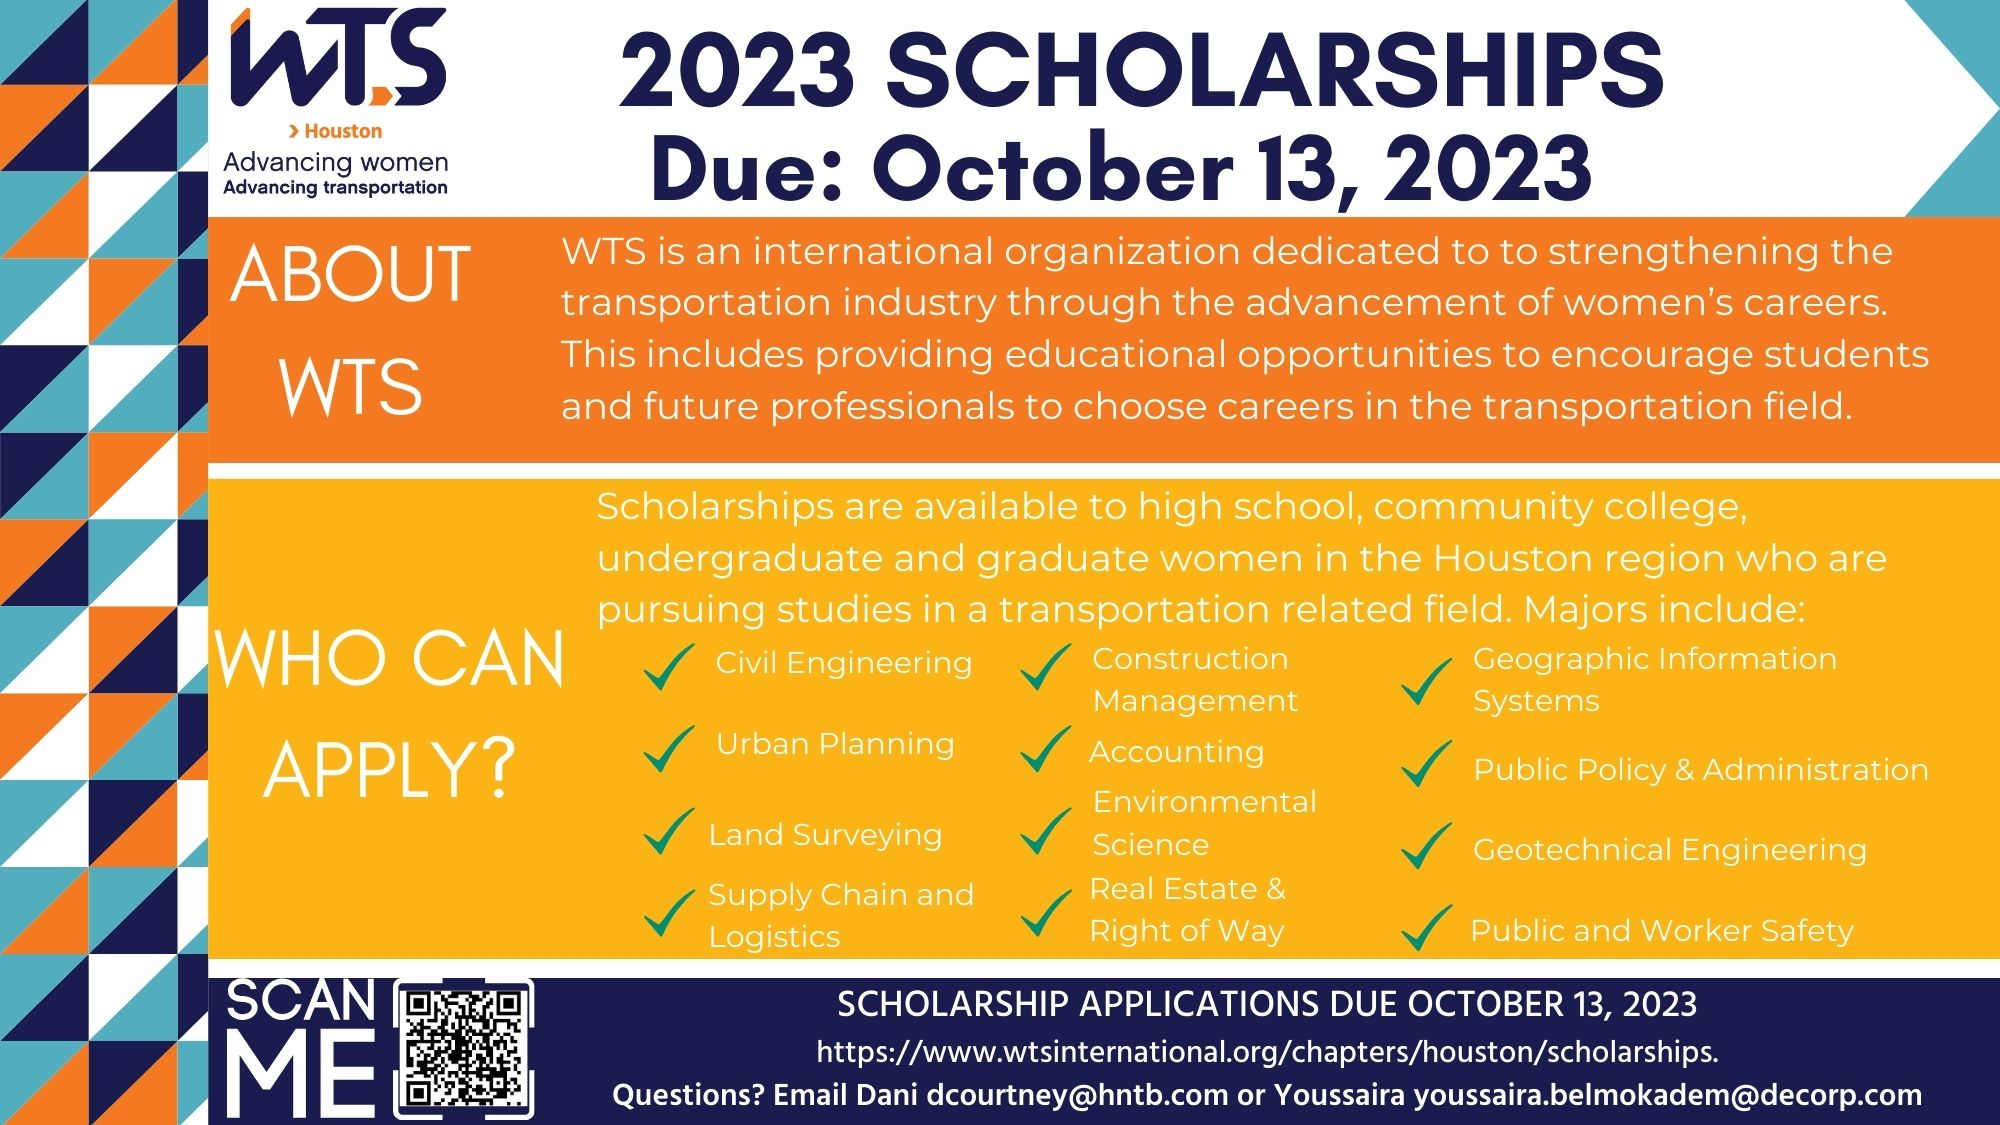 WTS
Houston
Advancing women
Advancing transportation
2023 SCHOLARSHIPS
Due: October 13, 2023
ABOUT
WTS
WTS is an international organization dedicated to to strengthening the
transportation industry through the advancement of women’s careers.
This includes providing educational opportunities to encourage students
and future professionals to choose careers in the transportation field.
WHO CAN
APPLY?
Scholarships are available to high school, community college,
undergraduate and graduate women in the Houston region who are
pursuing studies in a transportation related field. Majors include:
Civil Engineering
Urban Planning
Land Surveying
Supply Chain and
Logistics
Construction
Management
Accounting
Environmental
Science
Real Estate &
Right of Way
Geographic Information
Systems
Public Policy & Administration
Geotechnical Engineering
Public and Worker Safety
SCAN
ME
SCHOLARSHIP APPLICATIONS DUE OCTOBER 13, 2023
https://www.wtsinternational.org/chapters/houston/scholarships.
Questions? Email Dani dcourtney@hntb.com or Youssaira youssaira.belmokadem@decorp.com